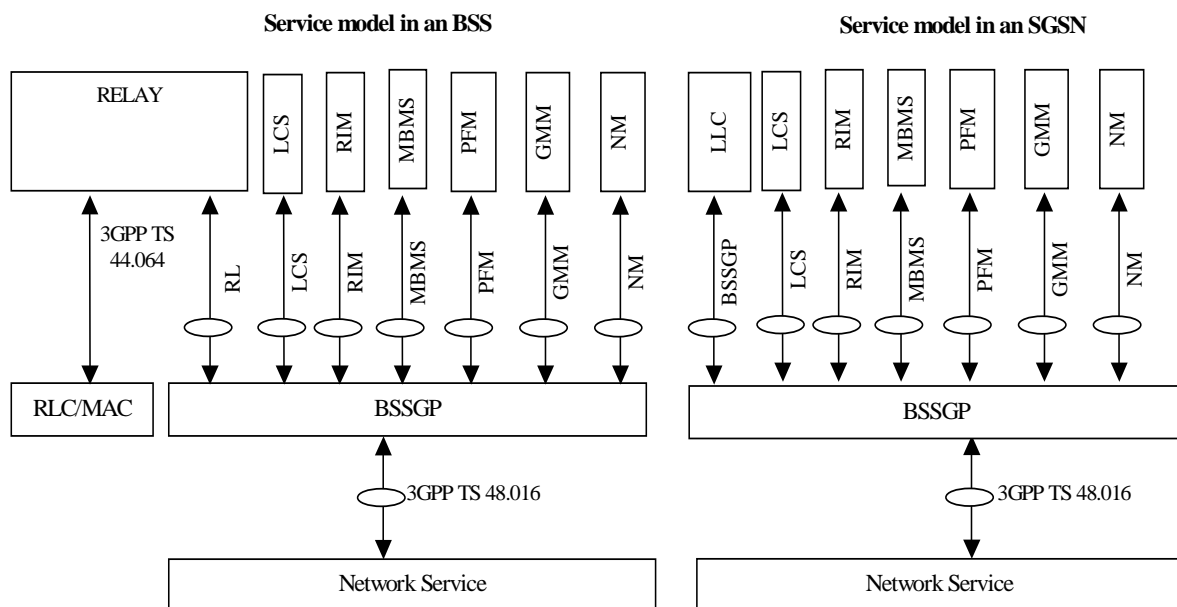 Service model in an BSS
Service model in an SGSN
RELAY
LCS
RIM
MBMS
PFM
GMM
NM
LLC
LCS
RIM
MBMS
PFM
GMM
NM
3GPP TS
44.064
RL
LCS
RIM
MBMS
PFM
GMM
NM
BSSGP
LCS
RIM
MBMS
PFM
GMM
NM
RLC/MAC
BSSGP
BSSGP
3GPP TS 48.016
3GPP TS 48.016
Network Service
Network Service